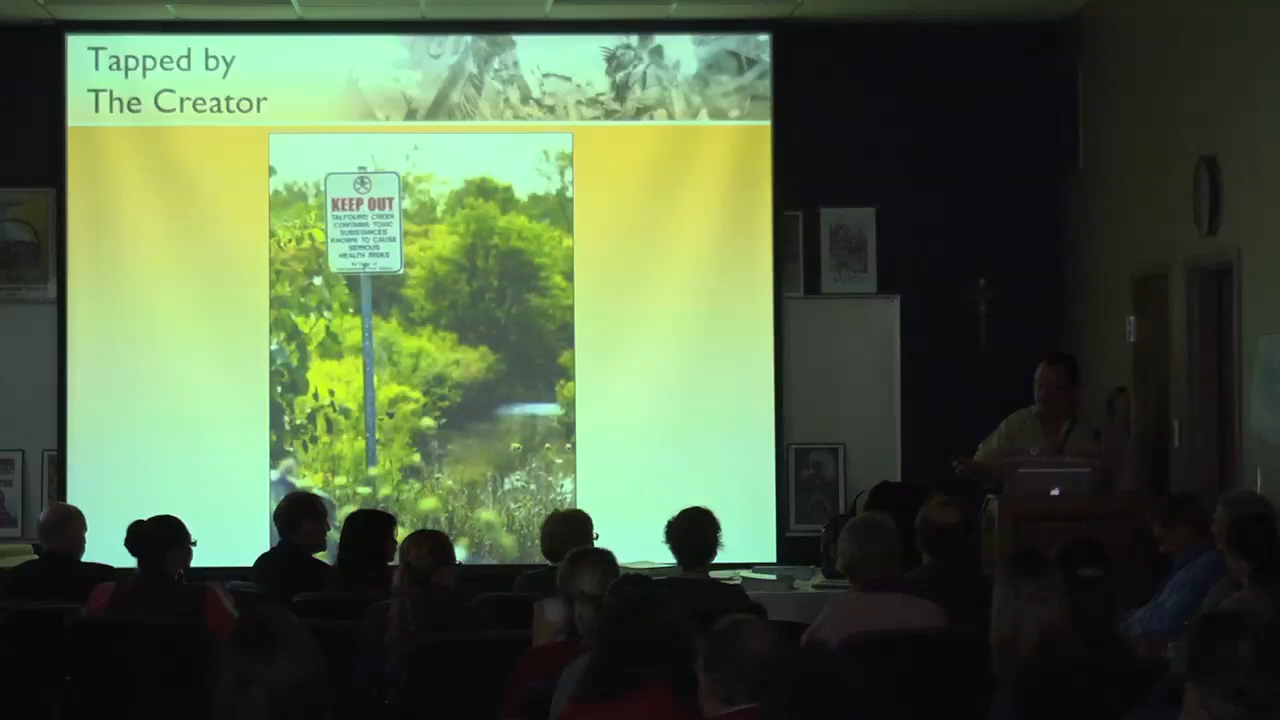 Tapped by
The Creator
KEEP OUT
TALFOURD CREEK
CONTAINS TOXIC
SUBSTANCES
KNOWN TO CAUSE
SERIOUS
HEALTH RISKS